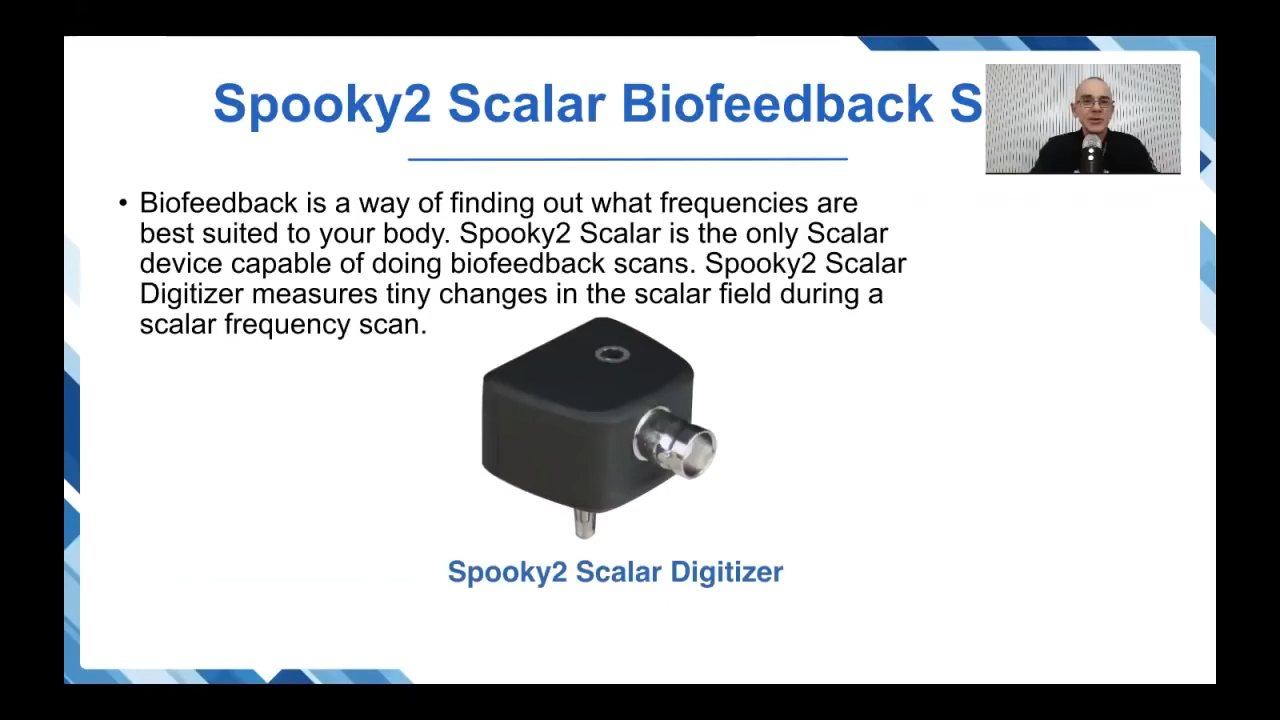 Spooky2 Scalar Biofeedback S
• Biofeedback is a way of finding out what frequencies are
best suited to your body. Spooky2 Scalar is the only Scalar
device capable of doing biofeedback scans. Spooky2 Scalar
Digitizer measures tiny changes in the scalar field during a
scalar frequency scan.
Spooky2 Scalar Digitizer